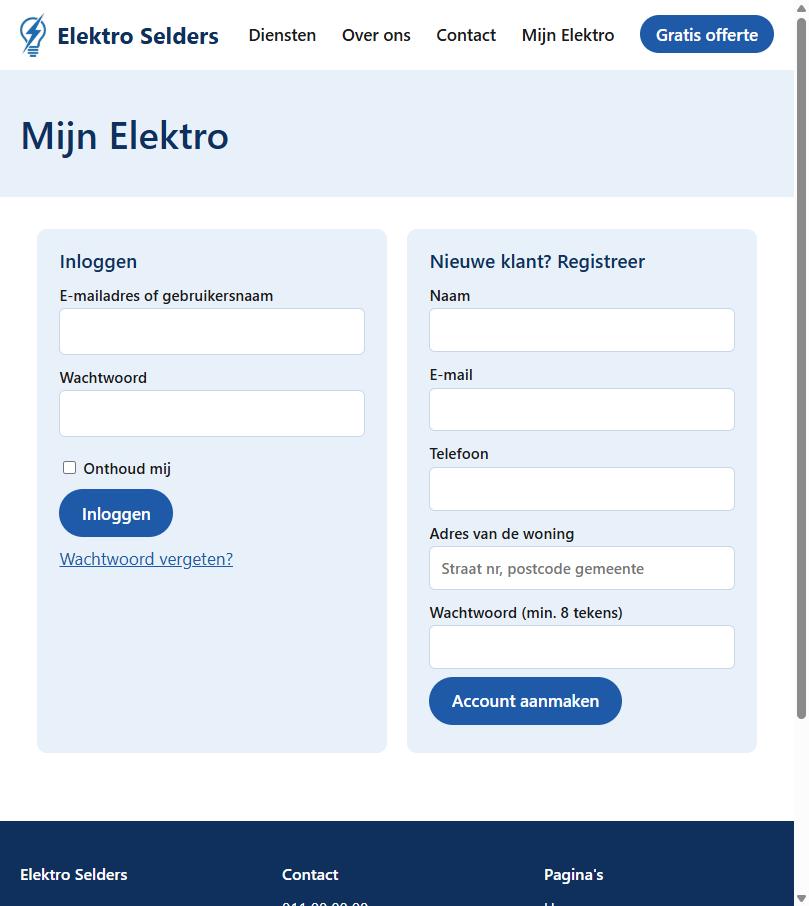 Elektro Selders
Diensten
Over ons
Contact
Mijn Elektro
Gratis offerte
Mijn Elektro
Inloggen
E-mailadres of gebruikersnaam
Wachtwoord
Onthoud mij
Inloggen
Wachtwoord vergeten?
Nieuwe klant? Registreer
Naam
E-mail
Telefoon
Adres van de woning
Straat nr, postcode gemeente
Wachtwoord (min. 8 tekens)
Account aanmaken
Elektro Selders
Contact
Pagina's